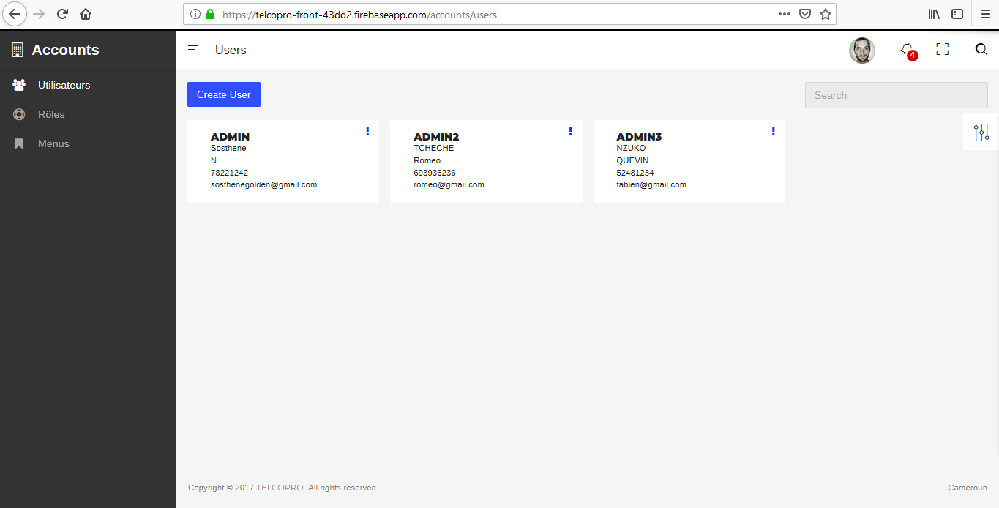 https://telcopro-front-43dd2.firebaseapp.com/accounts/users
Accounts
Users
4
Utilisateurs
Rôles
Menus
Create User
Search
ADMIN
Sosthene
N.
78221242
sosthenegolden@gmail.com
ADMIN2
TCHECHE
Romeo
693936236
romeo@gmail.com
ADMIN3
NZUKO
QUEVIN
52481234
fabien@gmail.com
Copyright © 2017 TELCOPRO. All rights reserved
Cameroun